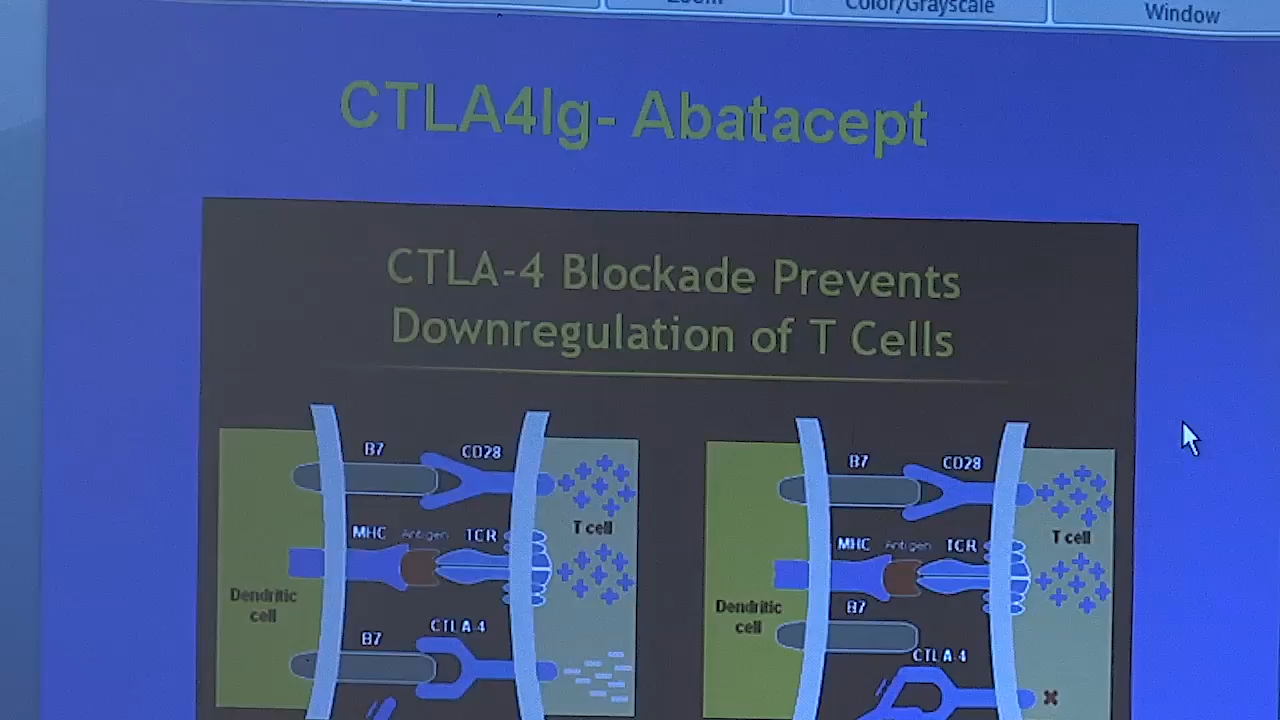 Zoom
Color/Grayscale
Window
CTLA4Ig- Abatacept
CTLA-4 Blockade Prevents
Downregulation of T Cells
B7
CD28
MHC
Antigen
TCR
T cell
Dendritic
cell
B7
CTLA 4
B7
CD28
MHC
Antigen
TCR
T cell
Dendritic
cell
B7
CTLA 4